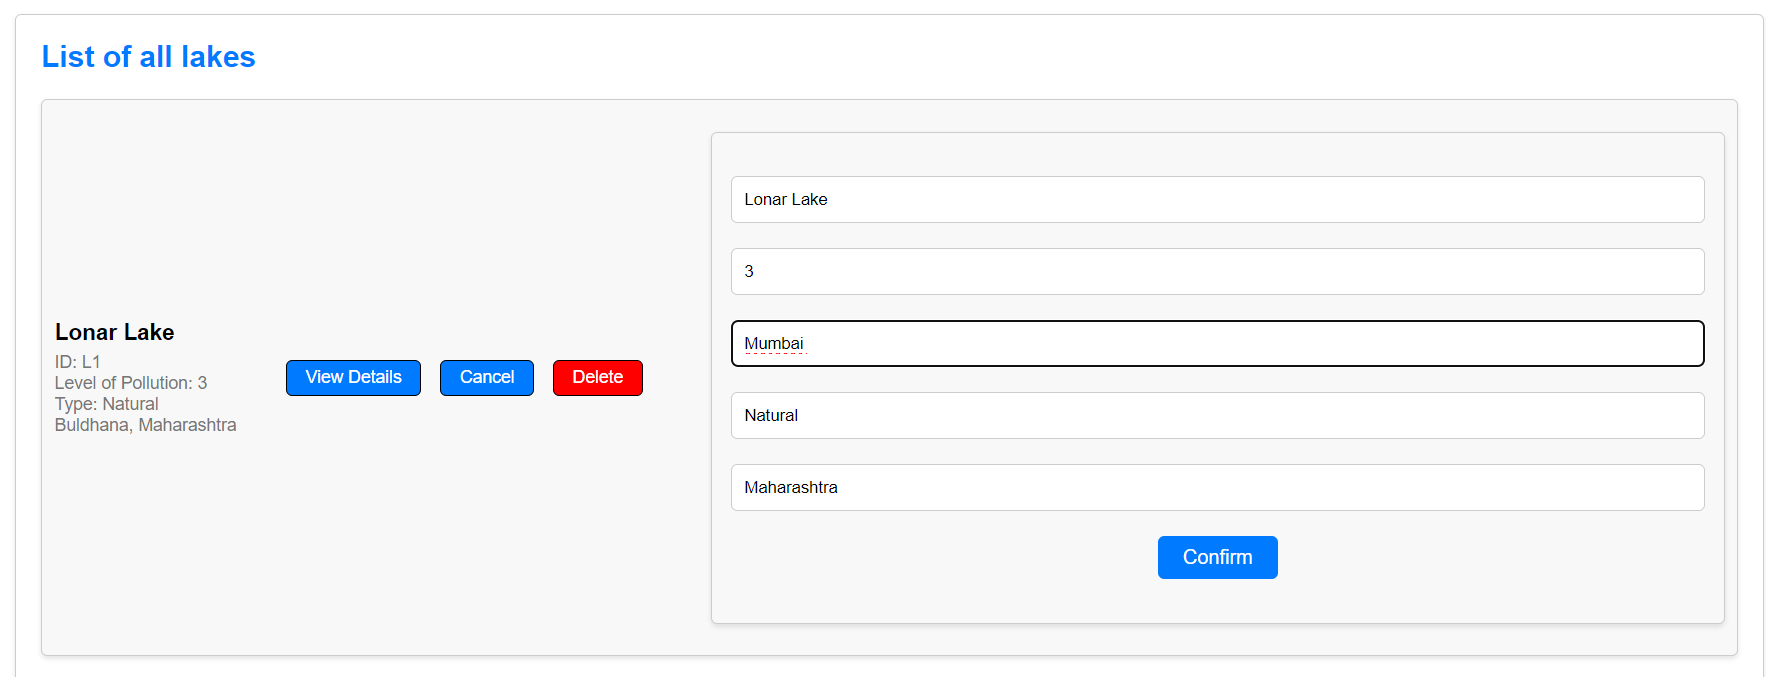 List of all lakes
Lonar Lake
ID: L1
Level of Pollution: 3
Type: Natural
Buldhana, Maharashtra
View Details
Cancel
Delete
Lonar Lake
3
Mumbai
Natural
Maharashtra
Confirm